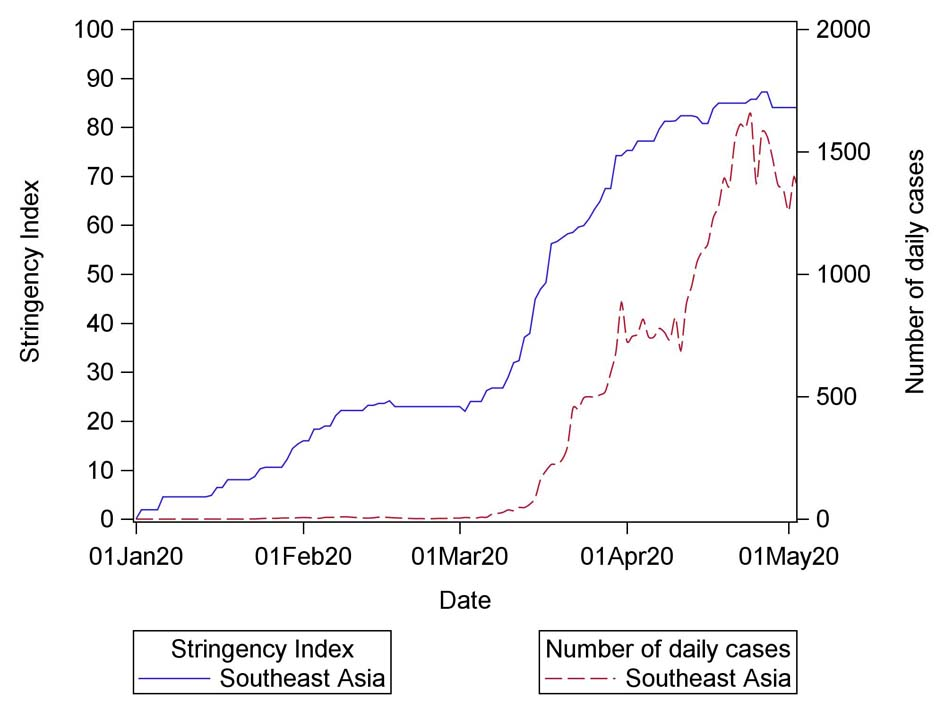 100
90
80
70
60
50
40
30
20
10
0
Stringency Index
2000
1500
1000
500
0
Number of daily cases
01Jan20 01Feb20 01Mar20 01Apr20 01May20
Date
Stringency Index
Southeast Asia
Number of daily cases
Southeast Asia